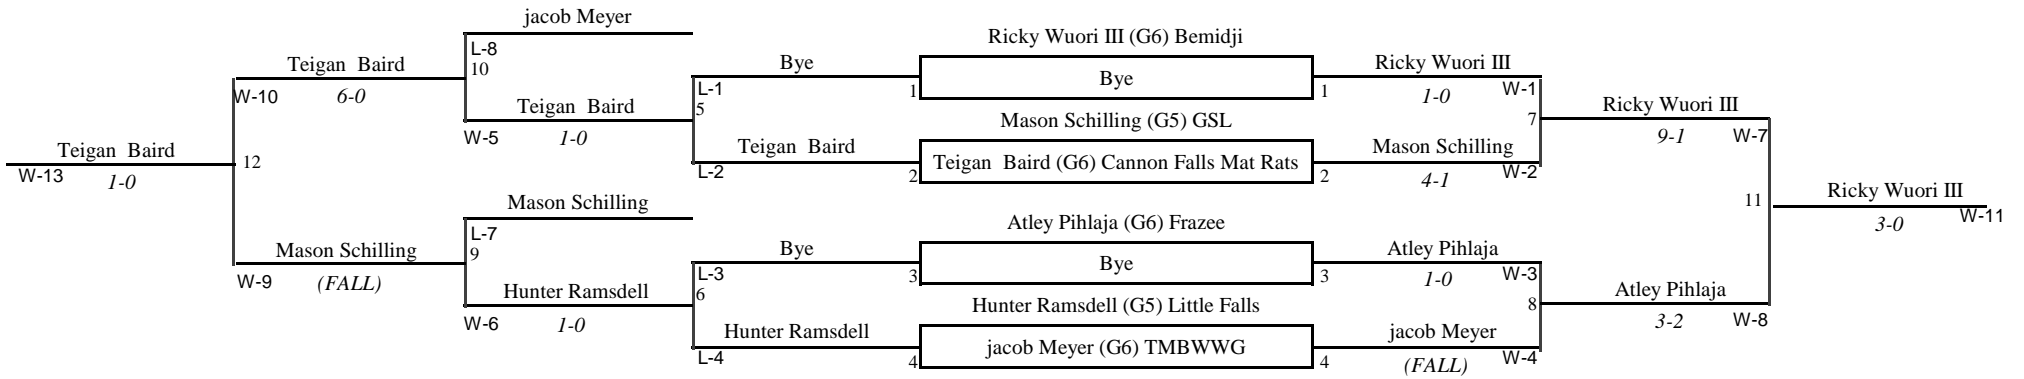 jacob Meyer
Ricky Wuori III (G6) Bemidji
L-8
Teigan Baird
10
Bye
Bye
Ricky Wuori III
W-10
6-0
L-1
1
1
1-0
W-1
Ricky Wuori III
Teigan Baird
5
Mason Schilling (G5) GSL
7
W-5
1-0
9-1
W-7
Teigan Baird
12
Teigan Baird
Teigan Baird (G6) Cannon Falls Mat Rats
Mason Schilling
W-13
1-0
L-2
2
2
4-1
W-2
Mason Schilling
Ricky Wuori III
11
L-7
Atley Pihlaja (G6) Frazee
3-0
W-11
Mason Schilling
9
Bye
Bye
Atley Pihlaja
W-9
(FALL)
L-3
3
3
1-0
W-3
Hunter Ramsdell
6
Hunter Ramsdell (G5) Little Falls
8
Atley Pihlaja
W-6
1-0
3-2
W-8
Hunter Ramsdell
jacob Meyer (G6) TMBWWG
jacob Meyer
L-4
4
4
(FALL)
W-4